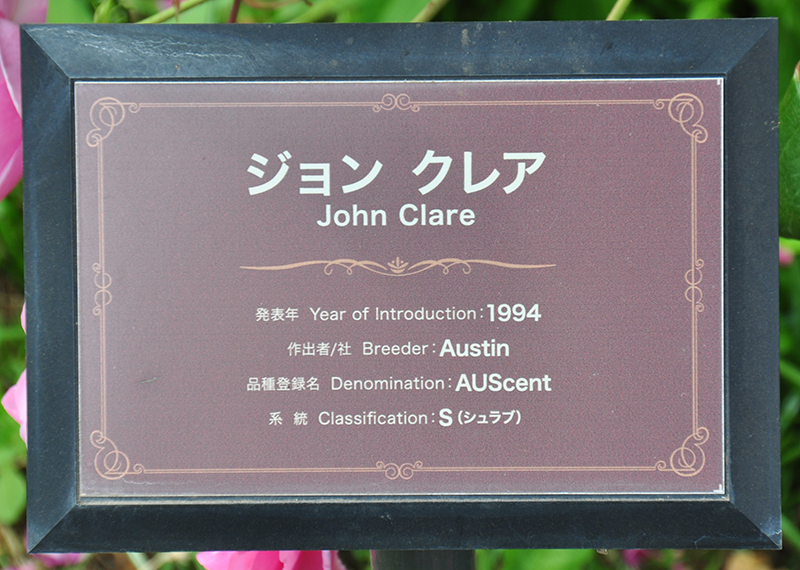 ジョン クレア
John Clare
発表年 Year of Introduction:1994
作出者/社 Breeder:Austin
品種登録名 Denomination:AUScent
系 統 Classification:S(シュラブ)